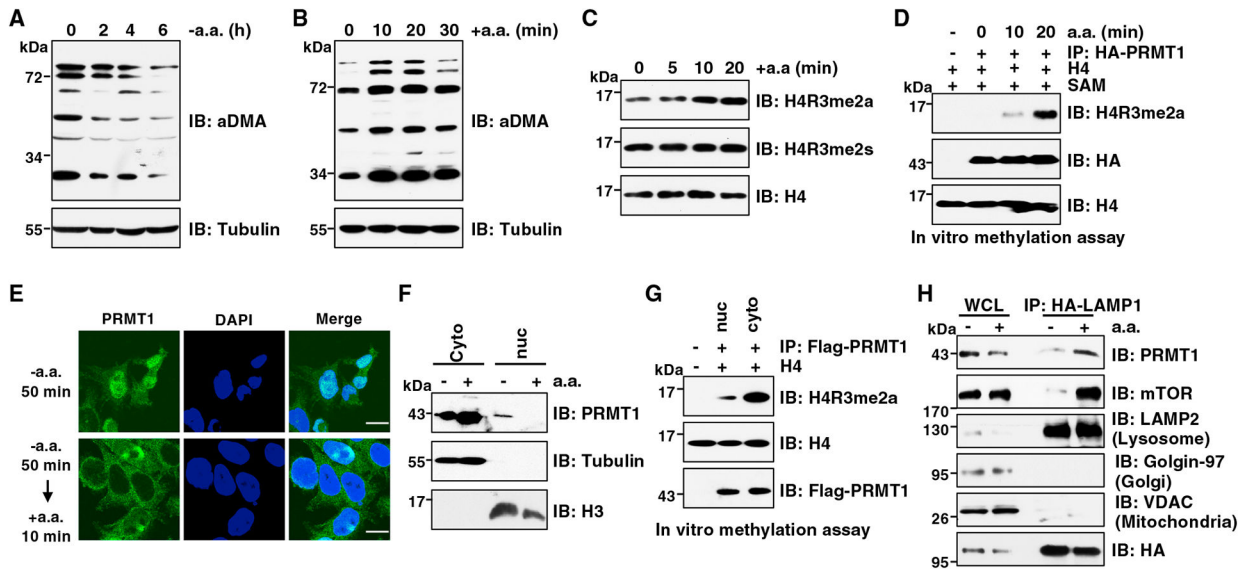 A
0 2 4 6 -a.a. (h)
kDa
72
34
IB: aDMA
55
IB: Tubulin
B
0 10 20 30 +a.a. (min)
kDa
72
34
IB: aDMA
55
IB: Tubulin
C
0 5 10 20 +a.a (min)
kDa
17
IB: H4R3me2a
IB: H4R3me2s
17
IB: H4
D
- 0 10 20 a.a. (min)
- + + + IP: HA-PRMT1
+ + + + H4
+ + + + SAM
kDa
17
IB: H4R3me2a
43
IB: HA
17
IB: H4
In vitro methylation assay
E
PRMT1 DAPI Merge
-a.a.
50 min
-a.a.
50 min
+a.a.
10 min
F
Cyto nuc
kDa - + - + a.a.
43
IB: PRMT1
55
IB: Tubulin
17
IB: H3
G
nuc cyto
- + + IP: Flag-PRMT1
- + + H4
kDa
17
IB: H4R3me2a
17
IB: H4
43
IB: Flag-PRMT1
In vitro methylation assay
H
WCL IP: HA-LAMP1
kDa - + - + a.a.
43
IB: PRMT1
IB: mTOR
170
130
IB: LAMP2
(Lysosome)
95
IB: Golgin-97
(Golgi)
26
IB: VDAC
(Mitochondria)
95
IB: HA